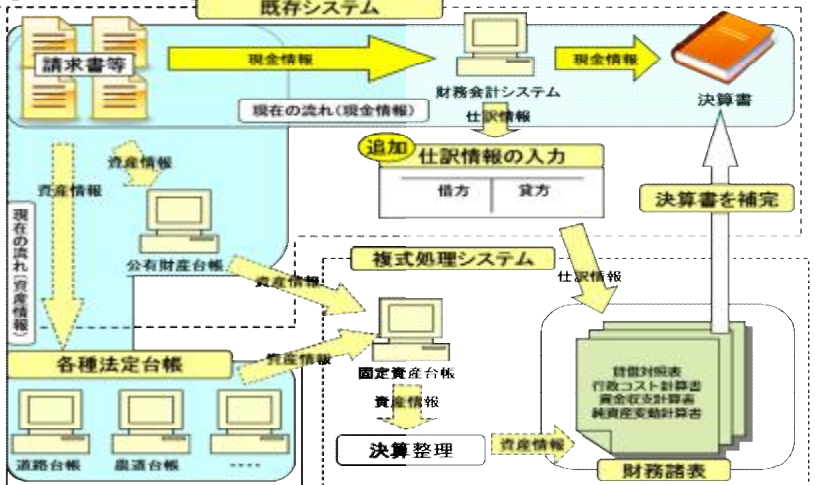 既存システム
請求書等
現金情報
財務会計システム
現金情報
決算書
現在の流れ(現金情報)
仕訳情報
追加
仕訳情報の入力
借方
貸方
資産情報
資産情報
現在の流れ(資産情報)
公有財産台帳
決算書を補完
複式処理システム
仕訳情報
資産情報
固定資産台帳
各種法定台帳
資産情報
資産情報
貸借対照表
行政コスト計算書
資金収支計算書
純資産変動計算書
決算整理
資産情報
財務諸表
道路台帳
農道台帳
‥‥